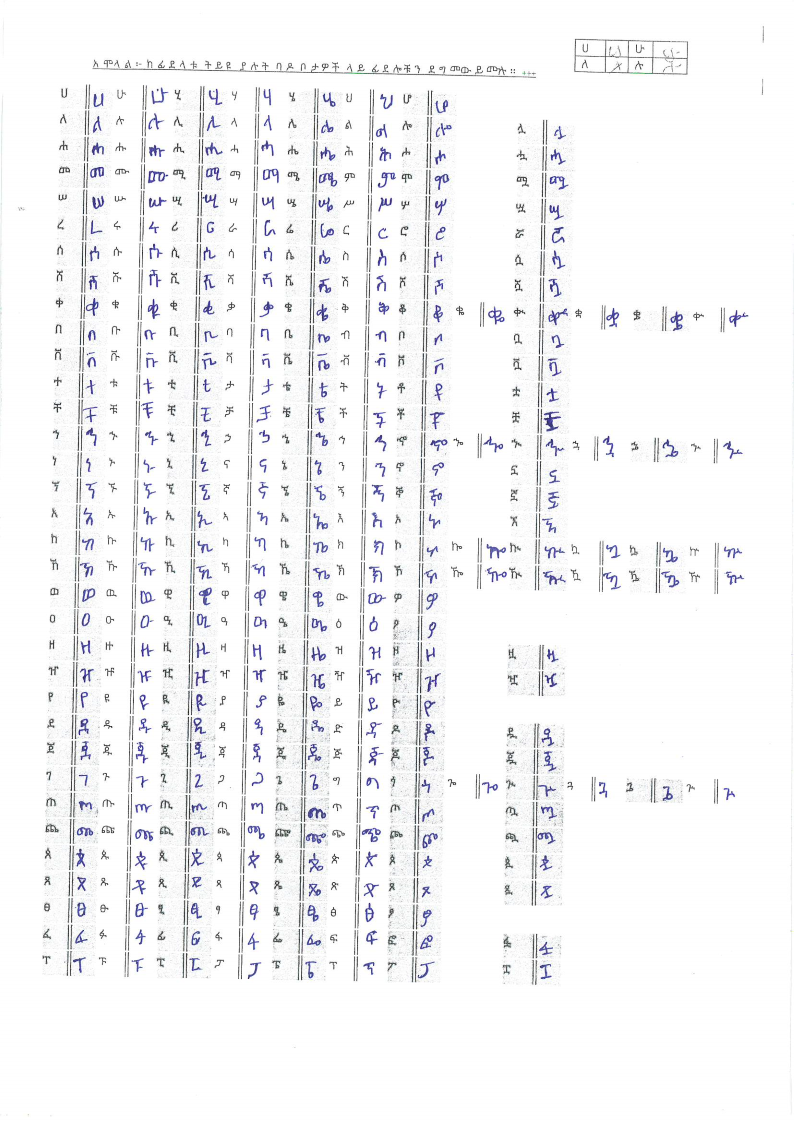 ሀ ሀ ሁ ሁ
ለ ለ ሉ ሉ
አሞላል፡- ከፊደላቱ ትይዩ ያሉት ባዶ ቦታዎች ላይ ፊደሎቹን ደግመው ይሙሉ።
ሀ ሀ ሁ ሁ ሂ ሂ ሃ ሃ ሄ ሄ ህ ህ ሆ ሆ
ለ ለ ሉ ሉ ሊ ሊ ላ ላ ሌ ሌ ል ል ሎ ሎ ሏ ሏ
ሐ ሐ ሑ ሑ ሒ ሒ ሓ ሓ ሔ ሔ ሕ ሕ ሖ ሖ ሗ ሗ
መ መ ሙ ሙ ሚ ሚ ማ ማ ሜ ሜ ም ም ሞ ሞ ሟ ሟ
ሠ ሠ ሡ ሡ ሢ ሢ ሣ ሣ ሤ ሤ ሥ ሥ ሦ ሦ ሧ ሧ
ረ ረ ሩ ሩ ሪ ሪ ራ ራ ሬ ሬ ር ር ሮ ሮ ሯ ሯ
ሰ ሰ ሱ ሱ ሲ ሲ ሳ ሳ ሴ ሴ ስ ስ ሶ ሶ ሷ ሷ
ሸ ሸ ሹ ሹ ሺ ሺ ሻ ሻ ሼ ሼ ሽ ሽ ሾ ሾ ሿ ሿ
ቀ ቀ ቁ ቁ ቂ ቂ ቃ ቃ ቄ ቄ ቅ ቅ ቆ ቆ ቈ ቈ ቊ ቊ ቋ ቋ ቌ ቌ ቍ ቍ
በ በ ቡ ቡ ቢ ቢ ባ ባ ቤ ቤ ብ ብ ቦ ቦ ቧ ቧ
ቨ ቨ ቩ ቩ ቪ ቪ ቫ ቫ ቬ ቬ ቭ ቭ ቮ ቮ ቯ ቯ
ተ ተ ቱ ቱ ቲ ቲ ታ ታ ቴ ቴ ት ት ቶ ቶ ቷ ቷ
ቸ ቸ ቹ ቹ ቺ ቺ ቻ ቻ ቼ ቼ ች ች ቾ ቾ ቿ ቿ
ኀ ኀ ኁ ኁ ኂ ኂ ኃ ኃ ኄ ኄ ኅ ኅ ኆ ኆ ኈ ኈ ኊ ኊ ኋ ኋ ኌ ኌ ኍ ኍ
ነ ነ ኑ ኑ ኒ ኒ ና ና ኔ ኔ ን ን ኖ ኖ ኗ ኗ
ኘ ኘ ኙ ኙ ኚ ኚ ኛ ኛ ኜ ኜ ኝ ኝ ኞ ኞ ኟ ኟ
አ አ ኡ ኡ ኢ ኢ ኣ ኣ ኤ ኤ እ እ ኦ ኦ ኧ ኧ
ከ ከ ኩ ኩ ኪ ኪ ካ ካ ኬ ኬ ክ ክ ኮ ኮ ኰ ኰ ኲ ኲ ኳ ኳ ኴ ኴ ኵ ኵ
ኸ ኸ ኹ ኹ ኺ ኺ ኻ ኻ ኼ ኼ ኽ ኽ ኾ ኾ ዀ ዀ ዂ ዂ ዃ ዃ ዄ ዄ ዅ ዅ
ወ ወ ዉ ዉ ዊ ዊ ዋ ዋ ዌ ዌ ው ው ዎ ዎ
ዐ ዐ ዑ ዑ ዒ ዒ ዓ ዓ ዔ ዔ ዕ ዕ ዖ ዖ
ዘ ዘ ዙ ዙ ዚ ዚ ዛ ዛ ዜ ዜ ዝ ዝ ዞ ዞ ዟ ዟ
ዠ ዠ ዡ ዡ ዢ ዢ ዣ ዣ ዤ ዤ ዥ ዥ ዦ ዦ ዧ ዧ
የ የ ዩ ዩ ዪ ዪ ያ ያ ዬ ዬ ይ ይ ዮ ዮ
ደ ደ ዱ ዱ ዲ ዲ ዳ ዳ ዴ ዴ ድ ድ ዶ ዶ ዷ ዷ
ጀ ጀ ጁ ጁ ጂ ጂ ጃ ጃ ጄ ጄ ጅ ጅ ጆ ጆ ጇ ጇ
ገ ገ ጉ ጉ ጊ ጊ ጋ ጋ ጌ ጌ ግ ግ ጎ ጎ ጐ ጐ ጒ ጒ ጓ ጓ ጔ ጔ ጕ ጕ
ጠ ጠ ጡ ጡ ጢ ጢ ጣ ጣ ጤ ጤ ጥ ጥ ጦ ጦ ጧ ጧ
ጨ ጨ ጩ ጩ ጪ ጪ ጫ ጫ ጬ ጬ ጭ ጭ ጮ ጮ ጯ ጯ
ጰ ጰ ጱ ጱ ጲ ጲ ጳ ጳ ጴ ጴ ጵ ጵ ጶ ጶ ጷ ጷ
ጸ ጸ ጹ ጹ ጺ ጺ ጻ ጻ ጼ ጼ ጽ ጽ ጾ ጾ ጿ ጿ
ፀ ፀ ፁ ፁ ፂ ፂ ፃ ፃ ፄ ፄ ፅ ፅ ፆ ፆ
ፈ ፈ ፉ ፉ ፊ ፊ ፋ ፋ ፌ ፌ ፍ ፍ ፎ ፎ ፏ ፏ
ፐ ፐ ፑ ፑ ፒ ፒ ፓ ፓ ፔ ፔ ፕ ፕ ፖ ፖ ፗ ፗ